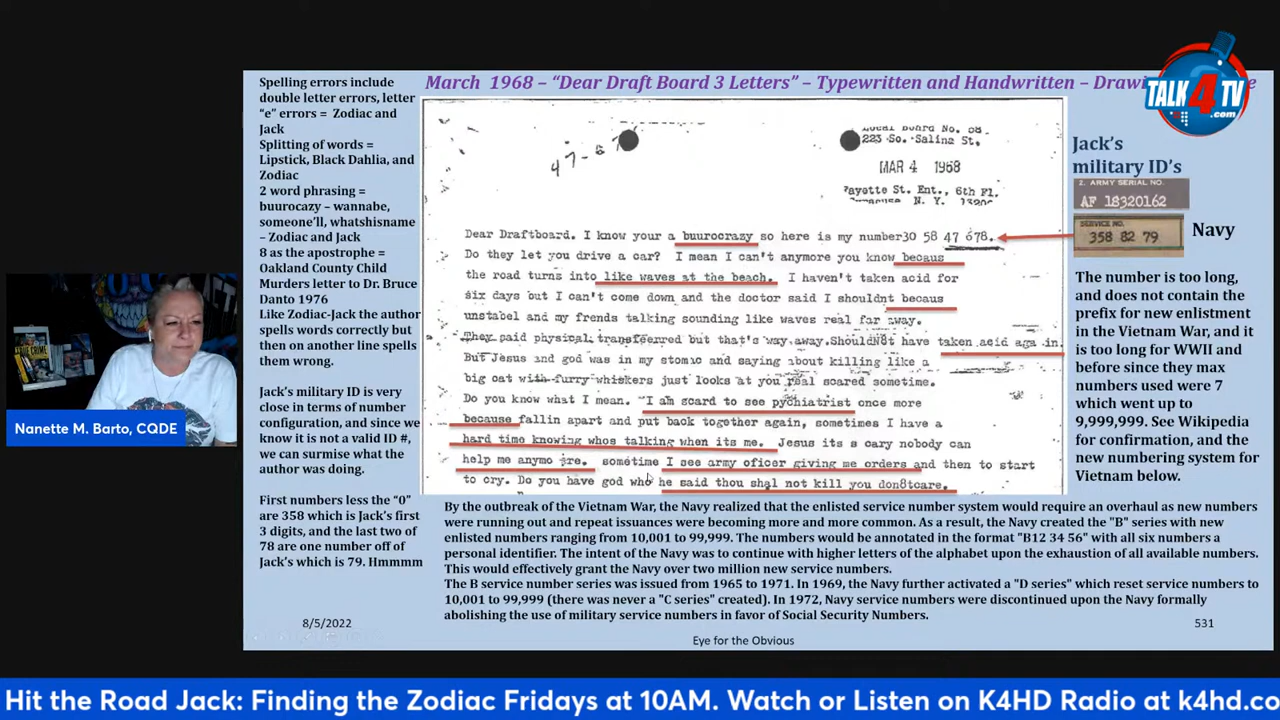 March 1968 – "Dear Draft Board 3 Letters" – Typewritten and Handwritten –
TALK4TV
.com
Spelling errors include
double letter errors, letter
"e" errors = Zodiac and
Jack
Splitting of words =
Lipstick, Black Dahlia, and
Zodiac
2 word phrasing =
buurocazy – wannabe,
someone'll, whatshisname
– Zodiac and Jack
8 as the apostrophe =
Oakland County Child
Murders letter to Dr. Bruce
Danto 1976
Like Zodiac-Jack the author
spells words correctly but
then on another line spells
them wrong.
Jack's military ID is very
close in terms of number
configuration, and since we
know it is not a valid ID #,
we can surmise what the
author was doing.
First numbers less the "0"
are 358 which is Jack's first
3 digits, and the last two of
78 are one number off of
Jack's which is 79. Hmmmm
8/5/2022
47-67
Local Board No. 68
223 So. Salina St.
MAR 4 1968
Fayette St. Ent., 6th Fl.
Syracuse N. Y.
Dear Draftboard. I know your a buurocrazy so here is my number30 58 47 678.
Do they let you drive a car? I mean I can't anymore you know becaus
the road turns into like waves at the beach. I haven't taken acid for
six days but I can't come down and the doctor said I shouldnt becaus
unstabel and my frends talking sounding like waves real far away.
They said physical transferred but that's way away.ShouldN8t have taken acid aga in.
But Jesus and god was in my stomic and saying about killing like a
big cat with furry whiskers just looks at you real scared sometime.
Do you know what I mean. I am scard to see pychiatrist once more
because fallin apart and put back together again, sometimes I have a
hard time knowing whos talking when its me. Jesus its s cary nobody can
help me anymo re. sometime I see army oficer giving me orders and then to start
to cry. Do you have god who he said thou shal not kill you don8tcare.
Jack's
military ID's
2. ARMY SERIAL NO.
AF 18320162
SERVICE NO.
358 82 79
Navy
The number is too long,
and does not contain the
prefix for new enlistment
in the Vietnam War, and it
is too long for WWII and
before since they max
numbers used were 7
which went up to
9,999,999. See Wikipedia
for confirmation, and the
new numbering system for
Vietnam below.
By the outbreak of the Vietnam War, the Navy realized that the enlisted service number system would require an overhaul as new numbers
were running out and repeat issuances were becoming more and more common. As a result, the Navy created the "B" series with new
enlisted numbers ranging from 10,001 to 99,999. The numbers would be annotated in the format "B12 34 56" with all six numbers a
personal identifier. The intent of the Navy was to continue with higher letters of the alphabet upon the exhaustion of all available numbers.
This would effectively grant the Navy over two million new service numbers.
The B service number series was issued from 1965 to 1971. In 1969, the Navy further activated a "D series" which reset service numbers to
10,001 to 99,999 (there was never a "C series" created). In 1972, Navy service numbers were discontinued upon the Navy formally
abolishing the use of military service numbers in favor of Social Security Numbers.
Eye for the Obvious
531
Nanette M. Barto, CQDE
Hit the Road Jack: Finding the Zodiac Fridays at 10AM. Watch or Listen on K4HD Radio at k4hd.co